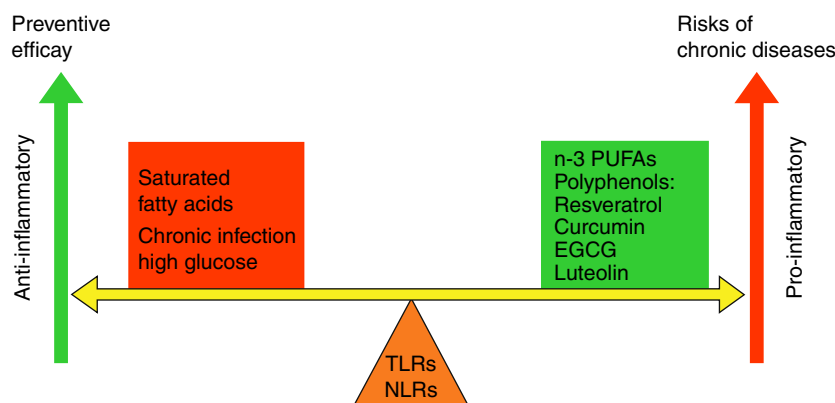 Preventive
efficay
Risks of
chronic diseases
Anti-inflammatory
Saturated
fatty acids
Chronic infection
high glucose
n-3 PUFAs
Polyphenols:
Resveratrol
Curcumin
EGCG
Luteolin
Pro-inflammatory
TLRs
NLRs